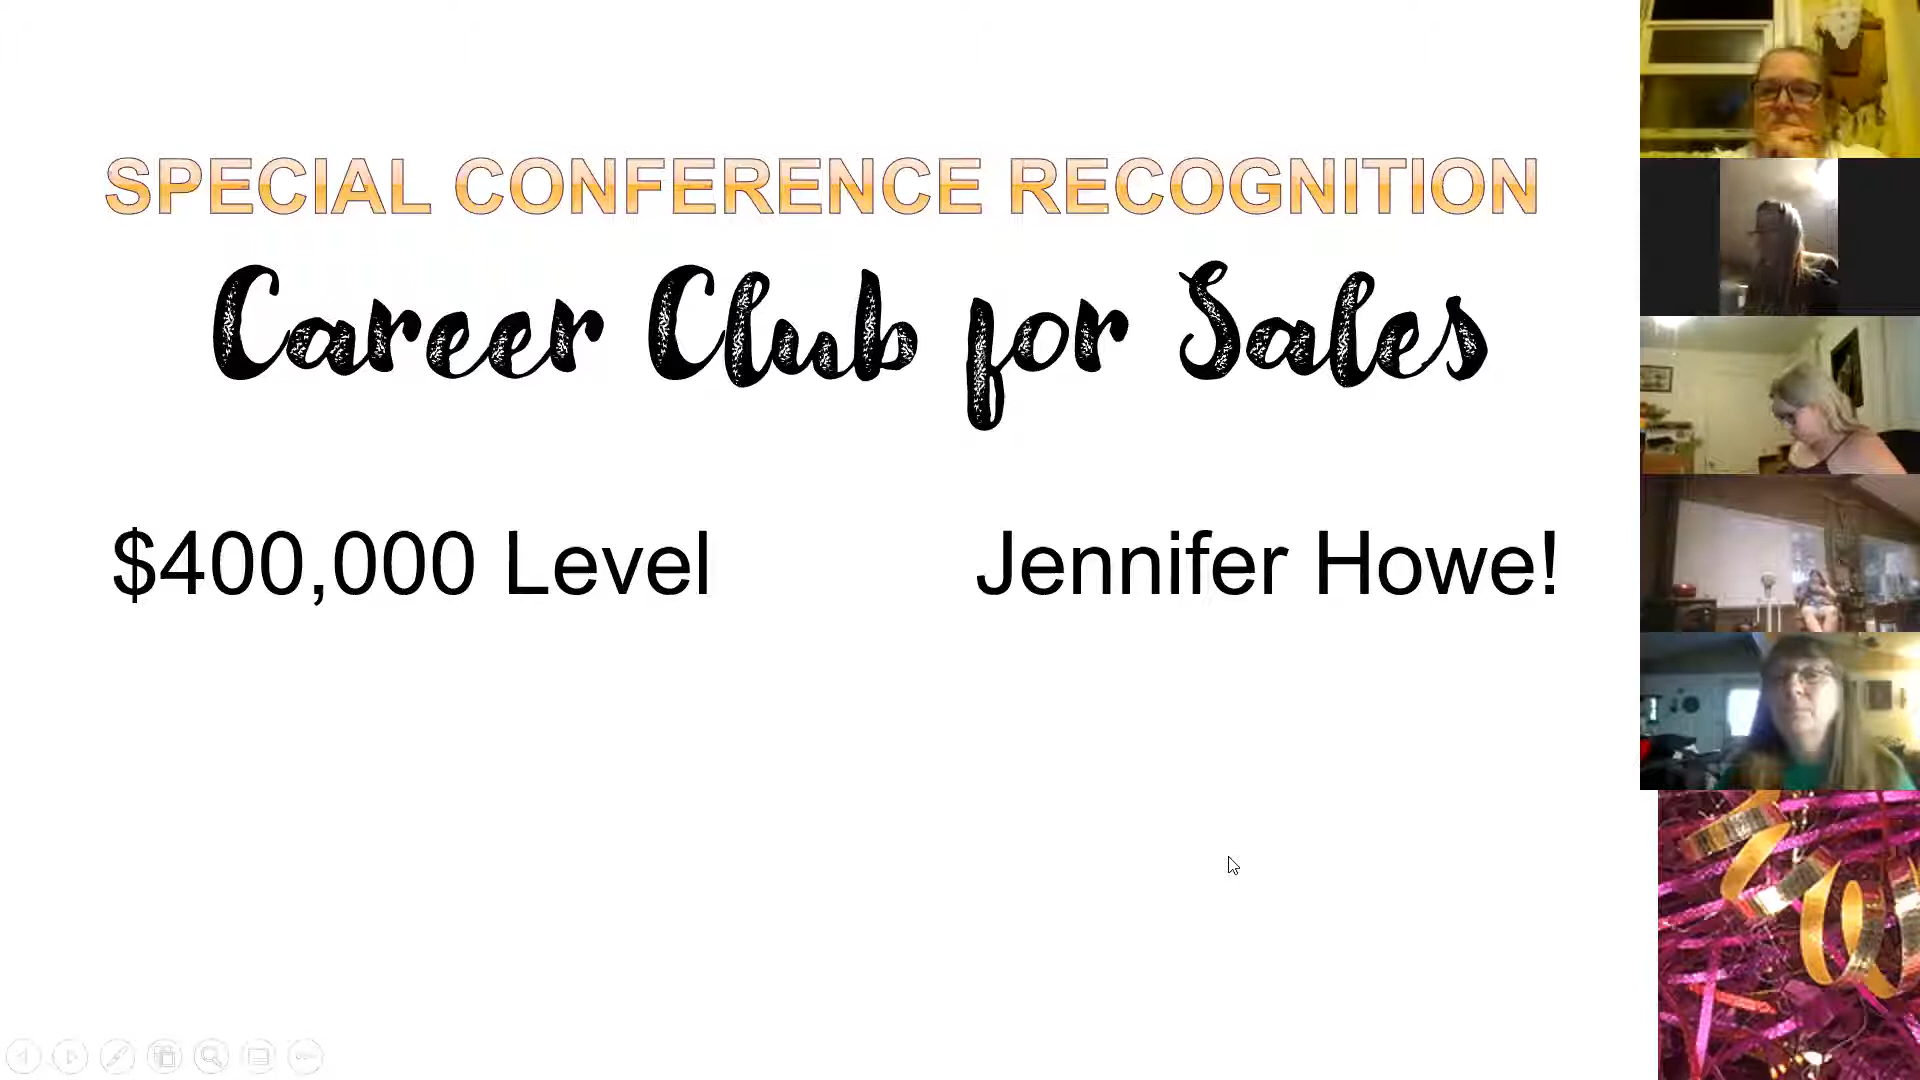 SPECIAL CONFERENCE RECOGNITION
Career Club for Sales
$400,000 Level Jennifer Howe!